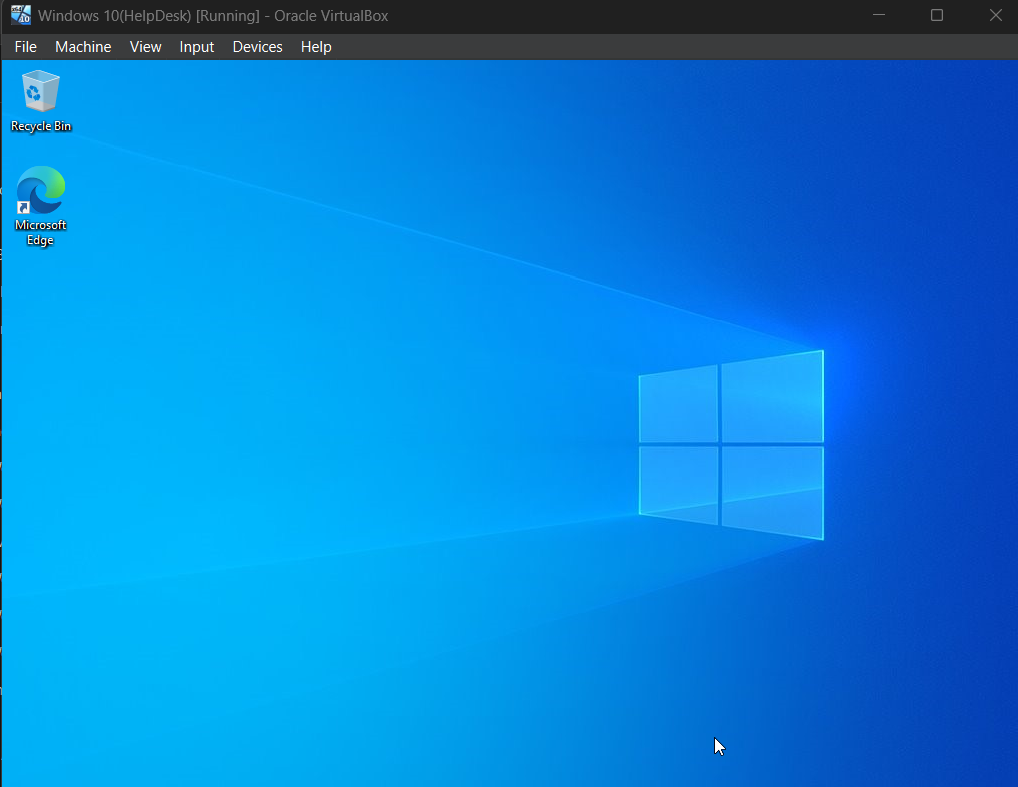 Windows 10(HelpDesk) [Running] - Oracle VirtualBox
File Machine View Input Devices Help
Recycle Bin
Microsoft
Edge